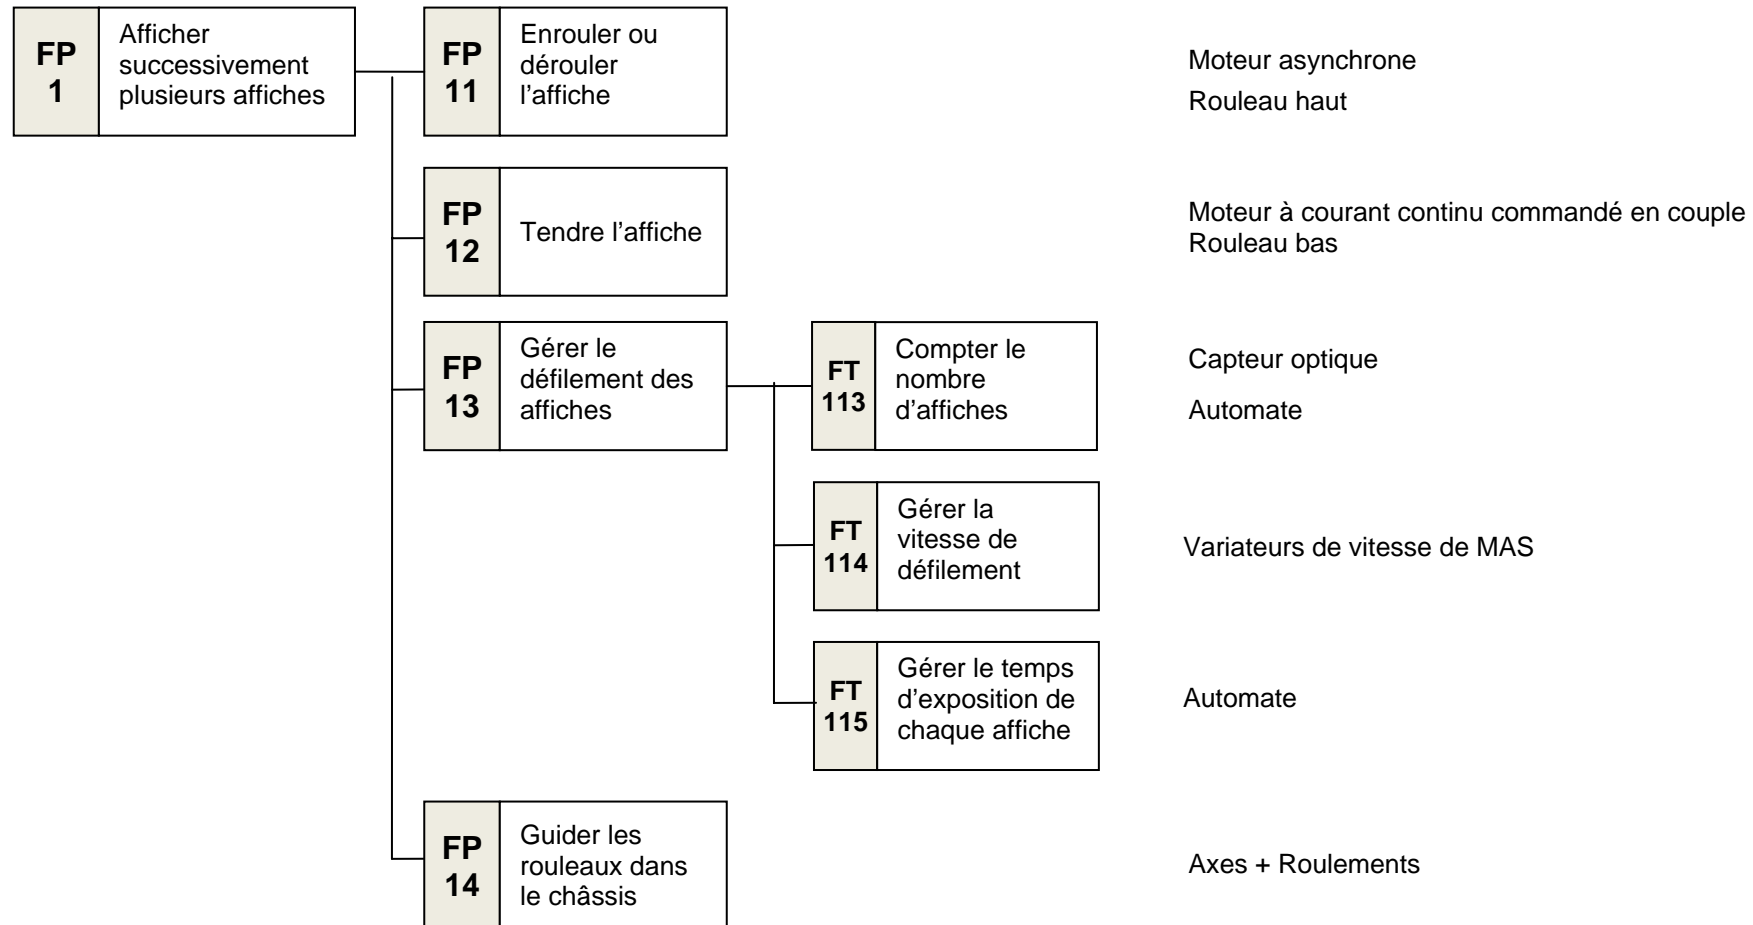 FP
1
Afficher
successivement
plusieurs affiches
FP
11
Enrouler ou
dérouler
l’affiche
Moteur asynchrone
Rouleau haut
FP
12
Tendre l’affiche
Moteur à courant continu commandé en couple
Rouleau bas
FP
13
Gérer le
défilement des
affiches
FT
113
Compter le
nombre
d’affiches
Capteur optique
Automate
FT
114
Gérer la
vitesse de
défilement
Variateurs de vitesse de MAS
FT
115
Gérer le temps
d’exposition de
chaque affiche
Automate
FP
14
Guider les
rouleaux dans
le châssis
Axes + Roulements